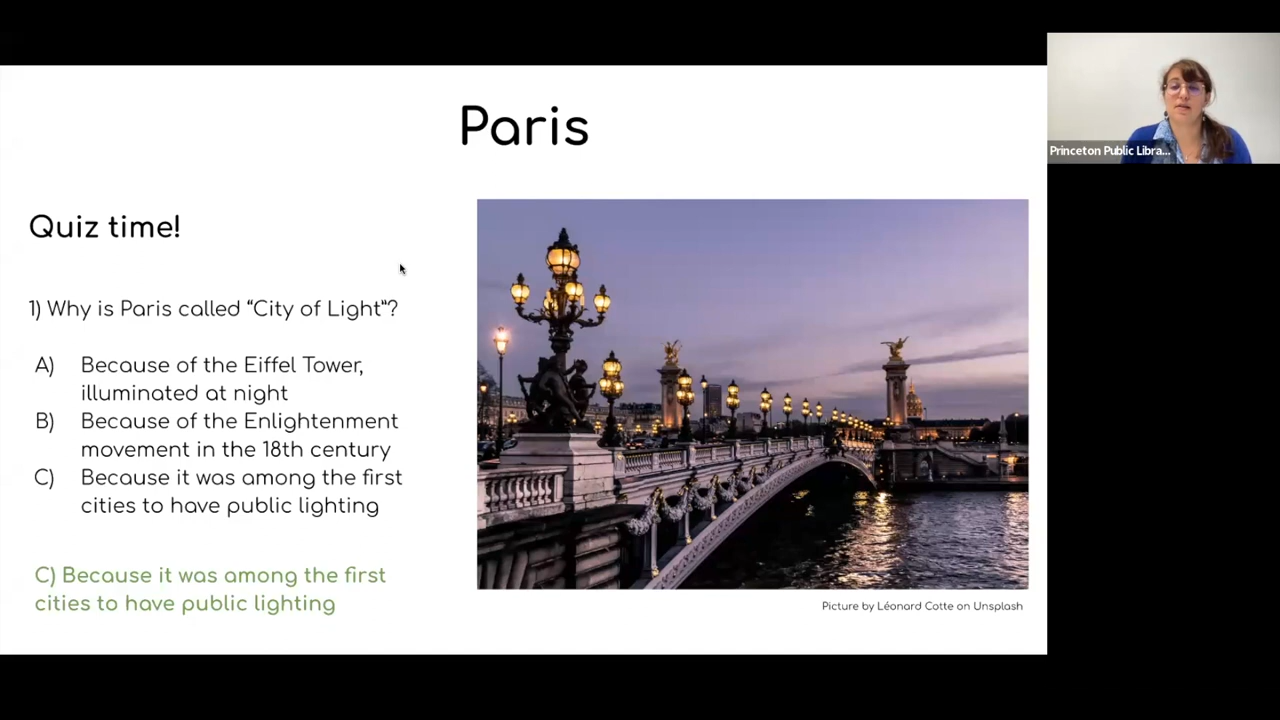 Paris
Quiz time!
1) Why is Paris called “City of Light”?
A) Because of the Eiffel Tower,
illuminated at night
B) Because of the Enlightenment
movement in the 18th century
C) Because it was among the first
cities to have public lighting
C) Because it was among the first
cities to have public lighting
Picture by Léonard Cotte on Unsplash
Princeton Public Libra...